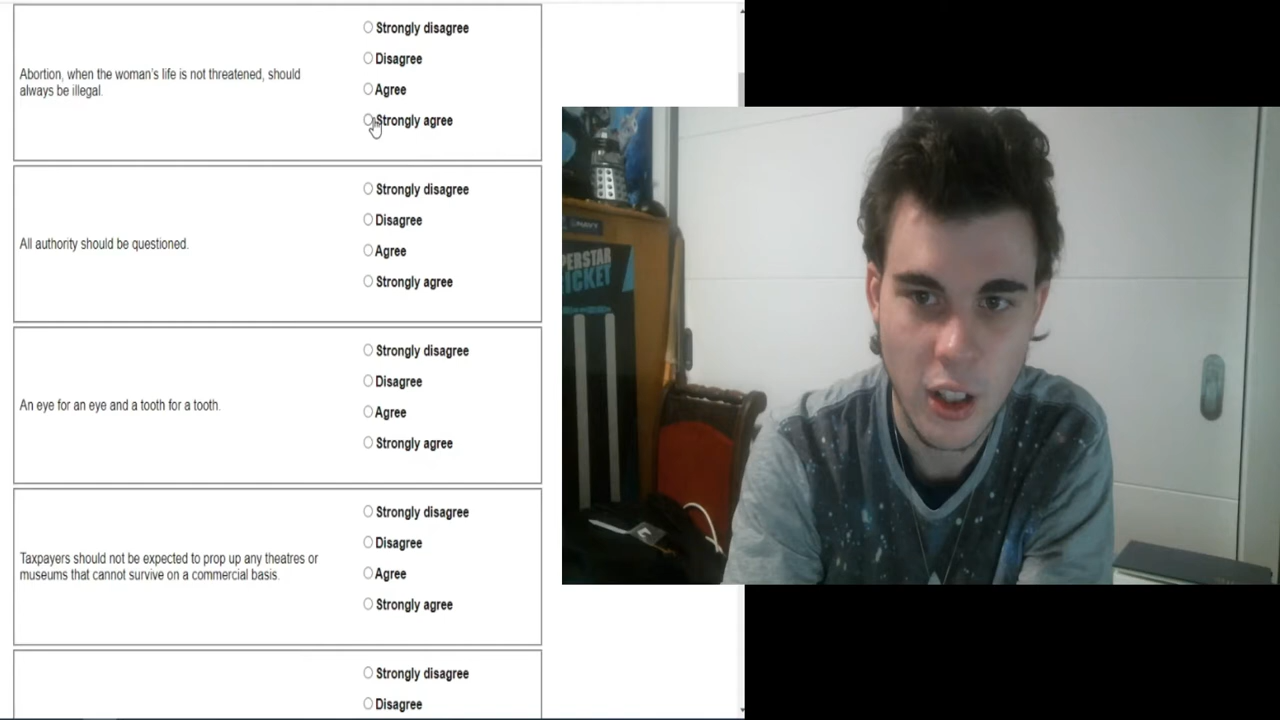 Strongly disagree
Disagree
Abortion, when the woman's life is not threatened, should
always be illegal.
Agree
Strongly agree
Strongly disagree
Disagree
All authority should be questioned.
Agree
Strongly agree
Strongly disagree
Disagree
An eye for an eye and a tooth for a tooth.
Agree
Strongly agree
Strongly disagree
Disagree
Taxpayers should not be expected to prop up any theatres or
museums that cannot survive on a commercial basis.
Agree
Strongly agree
Strongly disagree
Disagree
PERSTAR
TICKET